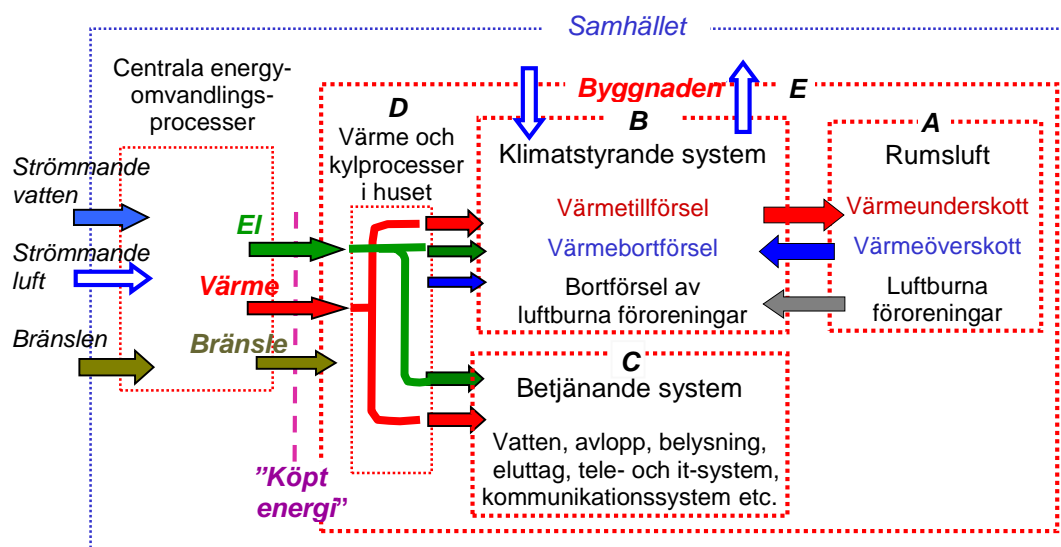 Samhället
Centrala energy-
omvandlings-
processer
Strömmande
vatten
Strömmande
luft
Bränslen
El
Värme
Bränsle
"Köpt
energi"
Byggnaden
E
D
Värme och
kylprocesser
i huset
B
Klimatstyrande system
Värmetillförsel
Värmebortförsel
Bortförsel av
luftburna föroreningar
A
Rumsluft
Värmeunderskott
Värmeöverskott
Luftburna
föroreningar
C
Betjänande system
Vatten, avlopp, belysning,
eluttag, tele- och it-system,
kommunikationssystem etc.